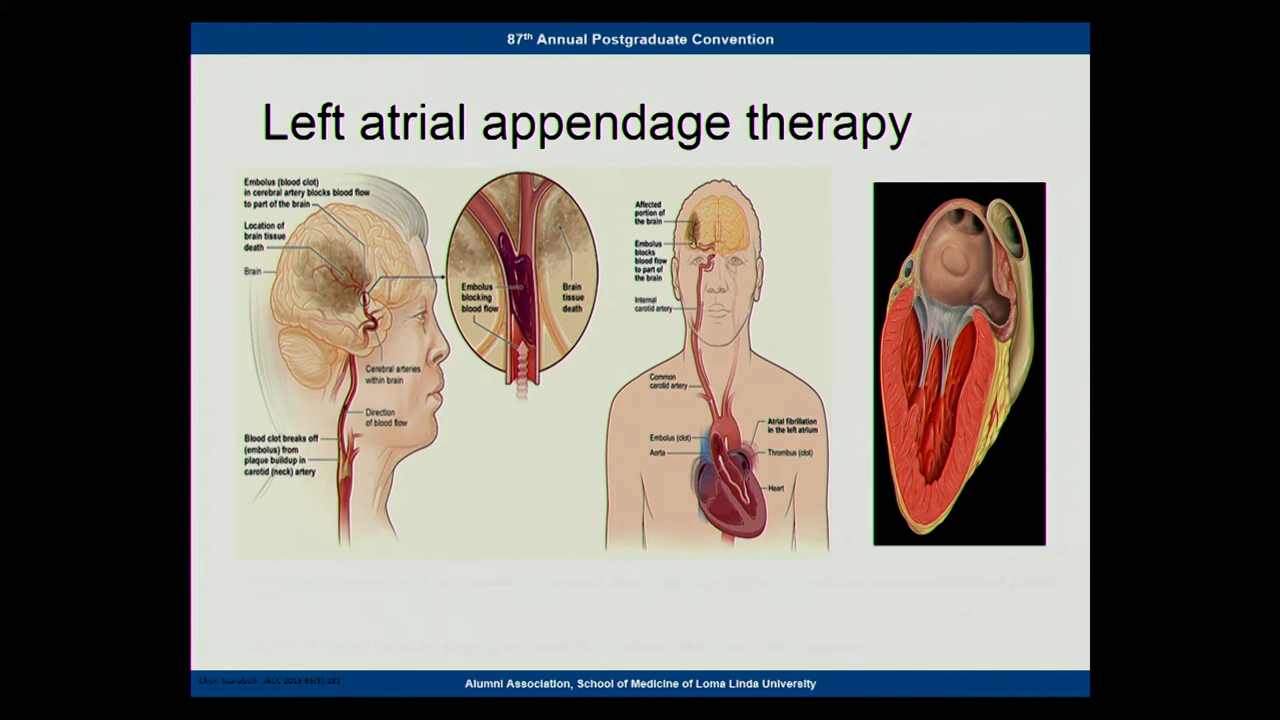 87th Annual Postgraduate Convention
Left atrial appendage therapy
Embolus (blood clot)
in cerebral artery blocks blood flow
to part of the brain
Location of
brain tissue
death
Brain
Embolus
blocking
blood flow
Brain
tissue
death
Cerebral arteries
within brain
Direction
of blood flow
Blood clot breaks off
(embolus) from
plaque buildup in
carotid (neck) artery
Affected
portion of
the brain
Embolus
blocks
blood flow
to part of
the brain
Internal
carotid artery
Common
carotid artery
Embolus (clot)
Aorta
Atrial fibrillation
in the left atrium
Thrombus (clot)
Heart
JACC 2015
Alumni Association, School of Medicine of Loma Linda University